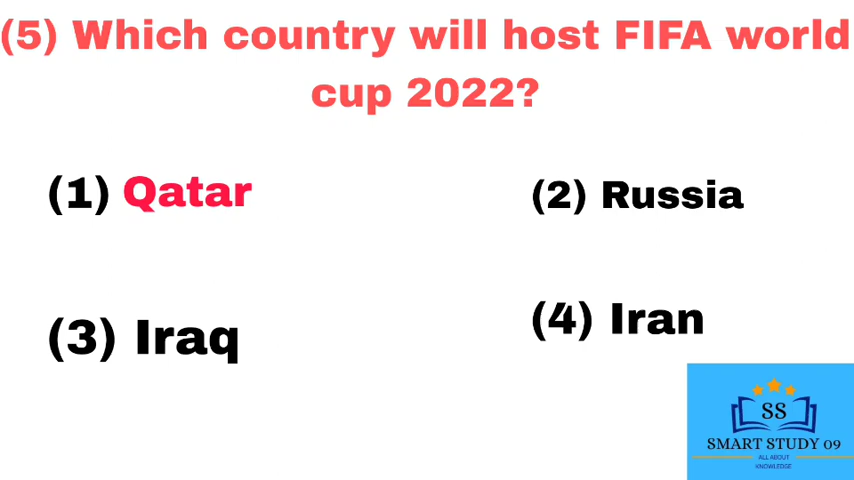 (5) Which country will host FIFA world
cup 2022?
(1) Qatar
(2) Russia
(3) Iraq
(4) Iran
SS
SMART STUDY 09
ALL ABOUT
KNOWLEDGE